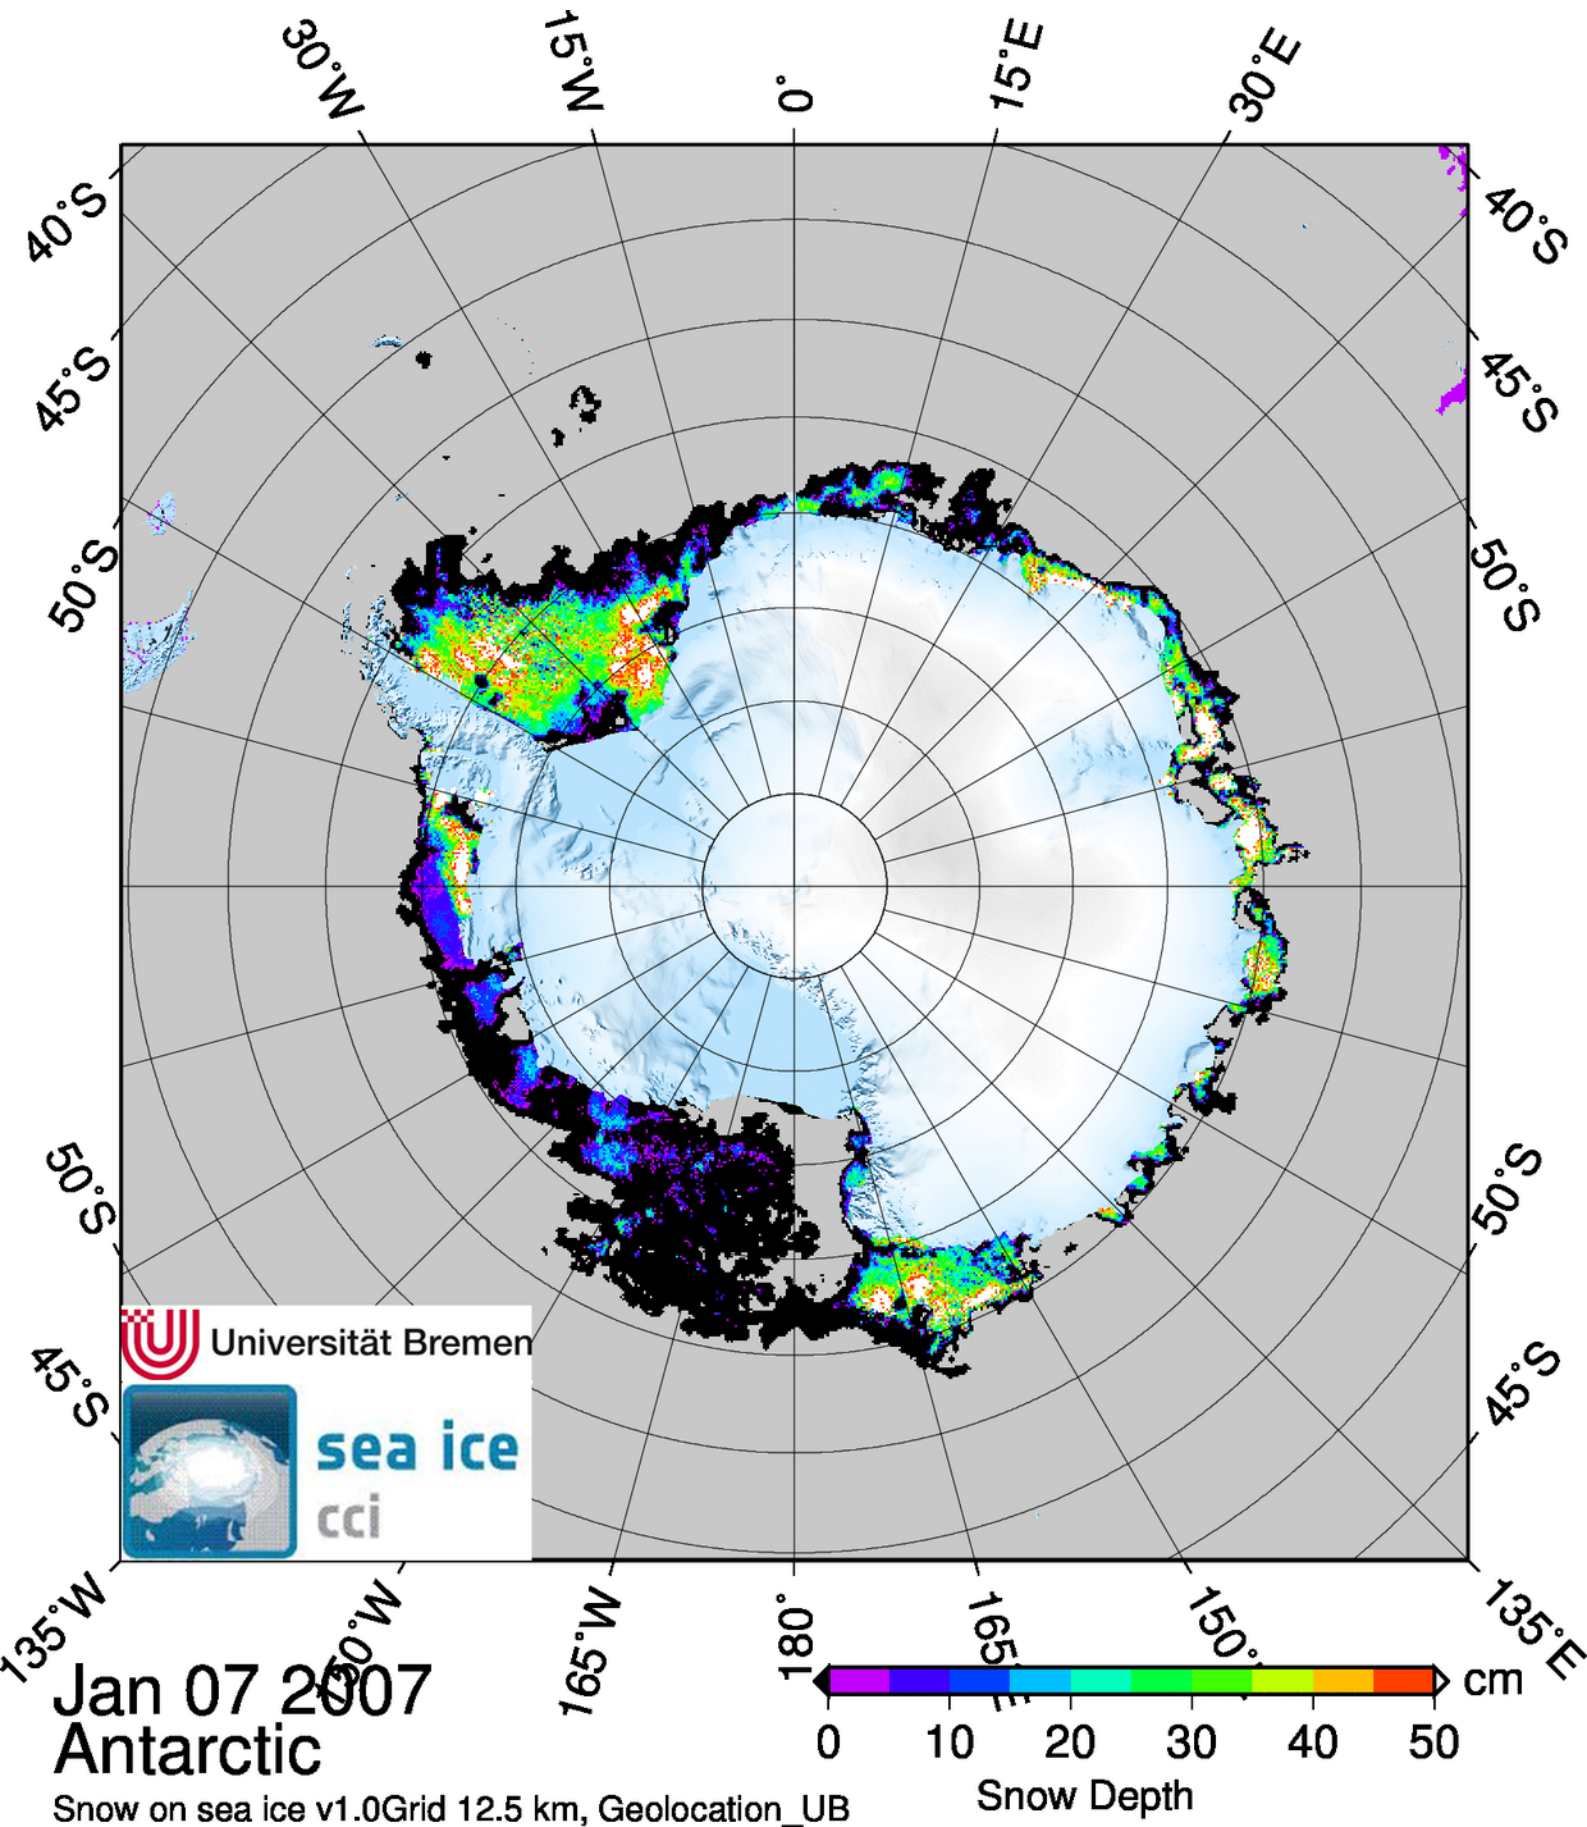 30°W 15°W 0° 15°E 30°E
40°S 40°S
45°S 45°S
50°S 50°S
50°S 50°S
45°S 45°S
Universität Bremen
sea ice
cci
135°W 150°W 165°W 180° 165°E 150° 135°E
Jan 07 2007
Antarctic
Snow on sea ice v1.0Grid 12.5 km, Geolocation_UB
cm
0 10 20 30 40 50
Snow Depth